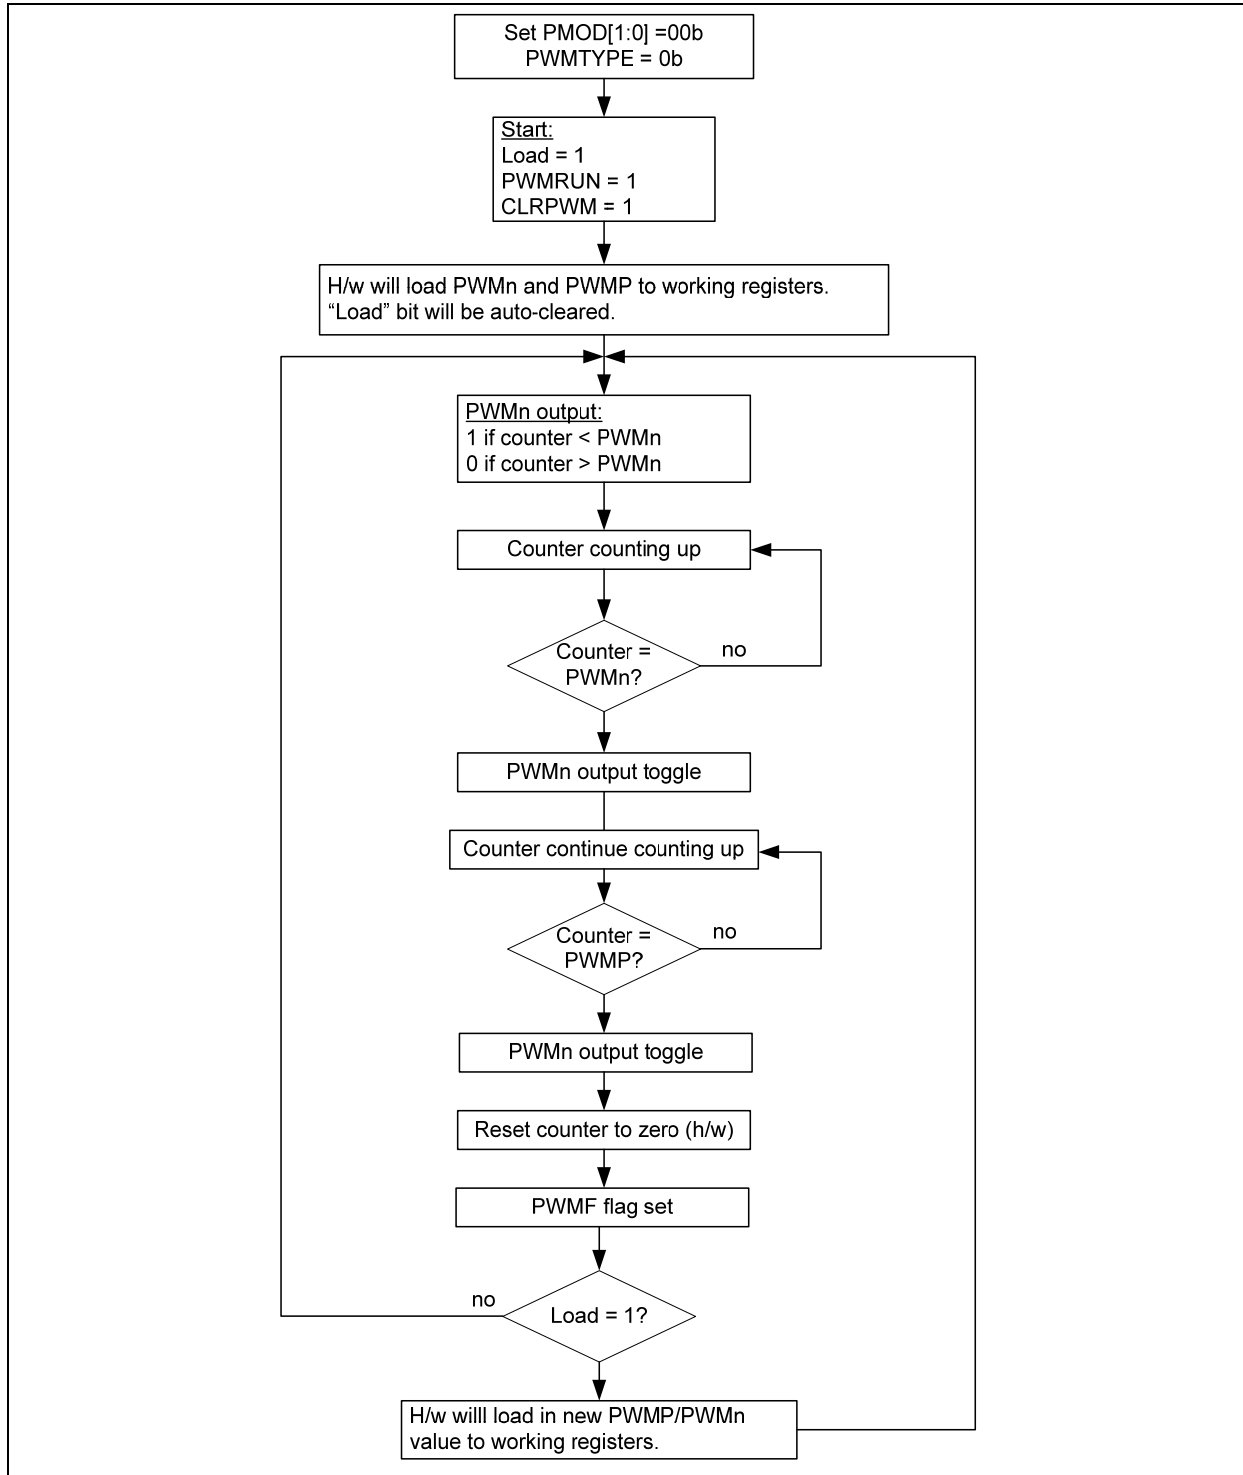 Set PMOD[1:0] =00b
PWMTYPE = 0b
Start:
Load = 1
PWMRUN = 1
CLRPWM = 1
H/w will load PWMn and PWMP to working registers.
“Load” bit will be auto-cleared.
PWMn output:
1 if counter < PWMn
0 if counter > PWMn
Counter counting up
Counter =
PWMn?
no
PWMn output toggle
Counter continue counting up
Counter =
PWMP?
no
PWMn output toggle
Reset counter to zero (h/w)
PWMF flag set
no
Load = 1?
H/w willl load in new PWMP/PWMn
value to working registers.